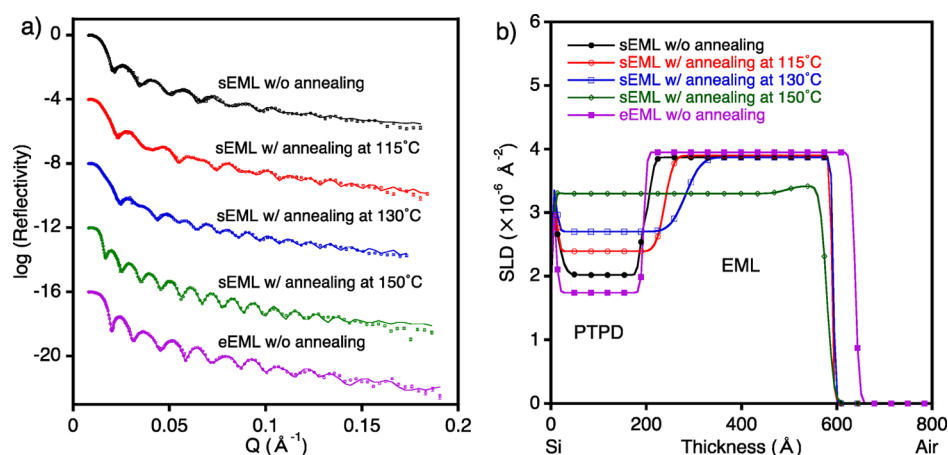 a)
0
-4
-8
-12
-16
-20
log (Reflectivity)
sEML w/o annealing
sEML w/ annealing at 115°C
sEML w/ annealing at 130°C
sEML w/ annealing at 150°C
eEML w/o annealing
0
0.05
0.1
0.15
0.2
Q (Å-1)
b)
6
4
2
0
SLD (×10-6 Å-2)
sEML w/o annealing
sEML w/ annealing at 115°C
sEML w/ annealing at 130°C
sEML w/ annealing at 150°C
eEML w/o annealing
EML
PTPD
0
200
400
600
800
Si
Thickness (Å)
Air